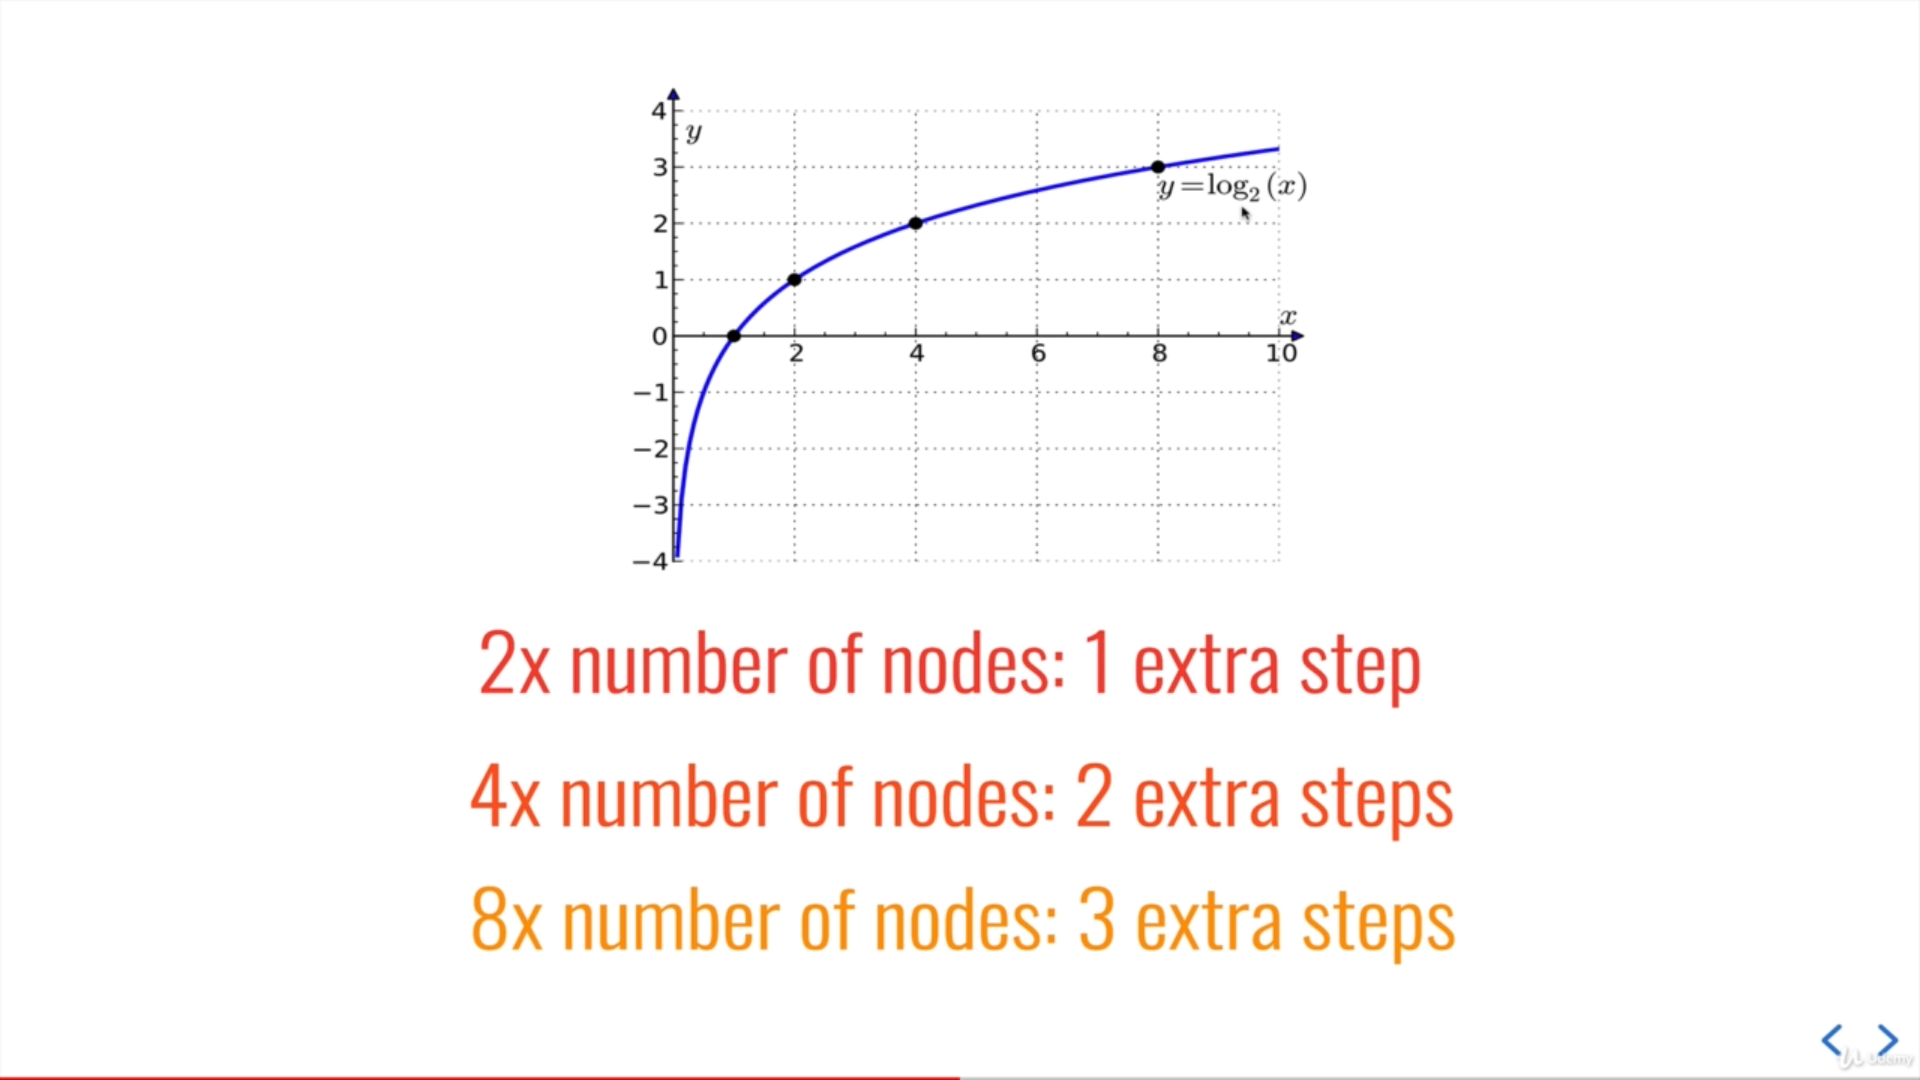 4
y
3
y=log₂(x)
2
1
x
0
2 4 6 8 10
−1
−2
−3
−4
2x number of nodes: 1 extra step
4x number of nodes: 2 extra steps
8x number of nodes: 3 extra steps
Udemy